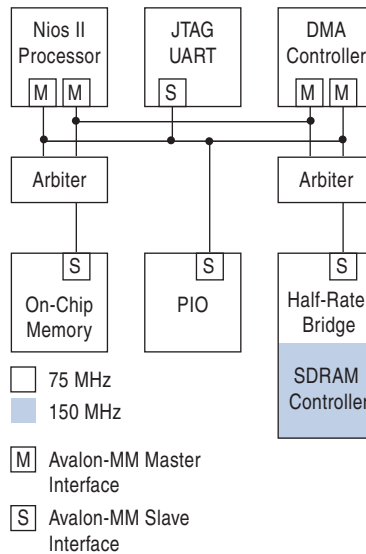 Nios II
Processor
M M
JTAG
UART
S
DMA
Controller
M M
Arbiter
Arbiter
S
On-Chip
Memory
S
PIO
S
Half-Rate
Bridge
SDRAM
Controller
75 MHz
150 MHz
M Avalon-MM Master
Interface
S Avalon-MM Slave
Interface